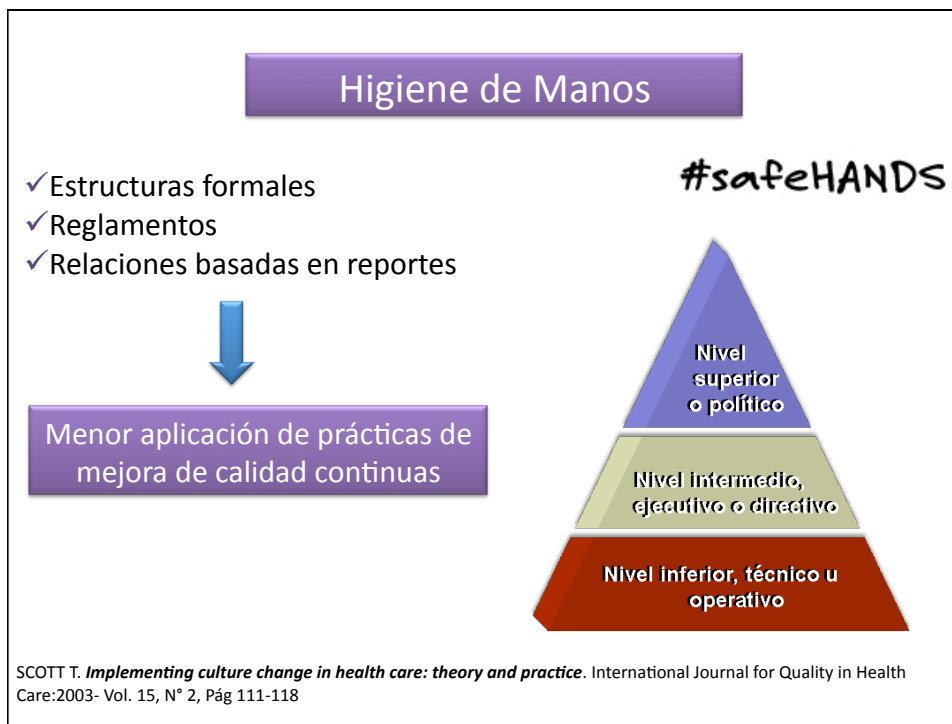 Higiene de Manos
✓Estructuras formales
✓Reglamentos
✓Relaciones basadas en reportes
#safeHANDS
Menor aplicación de prácticas de
mejora de calidad continuas
Nivel
superior
o político
Nivel intermedio,
ejecutivo o directivo
Nivel inferior, técnico u
operativo
SCOTT T. Implementing culture change in health care: theory and practice. International Journal for Quality in Health
Care:2003- Vol. 15, N° 2, Pág 111-118